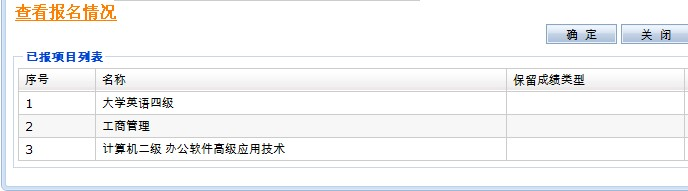 查看报名情况
确 定 关 闭
已报项目列表
序号 名称 保留成绩类型
1 大学英语四级
2 工商管理
3 计算机二级 办公软件高级应用技术